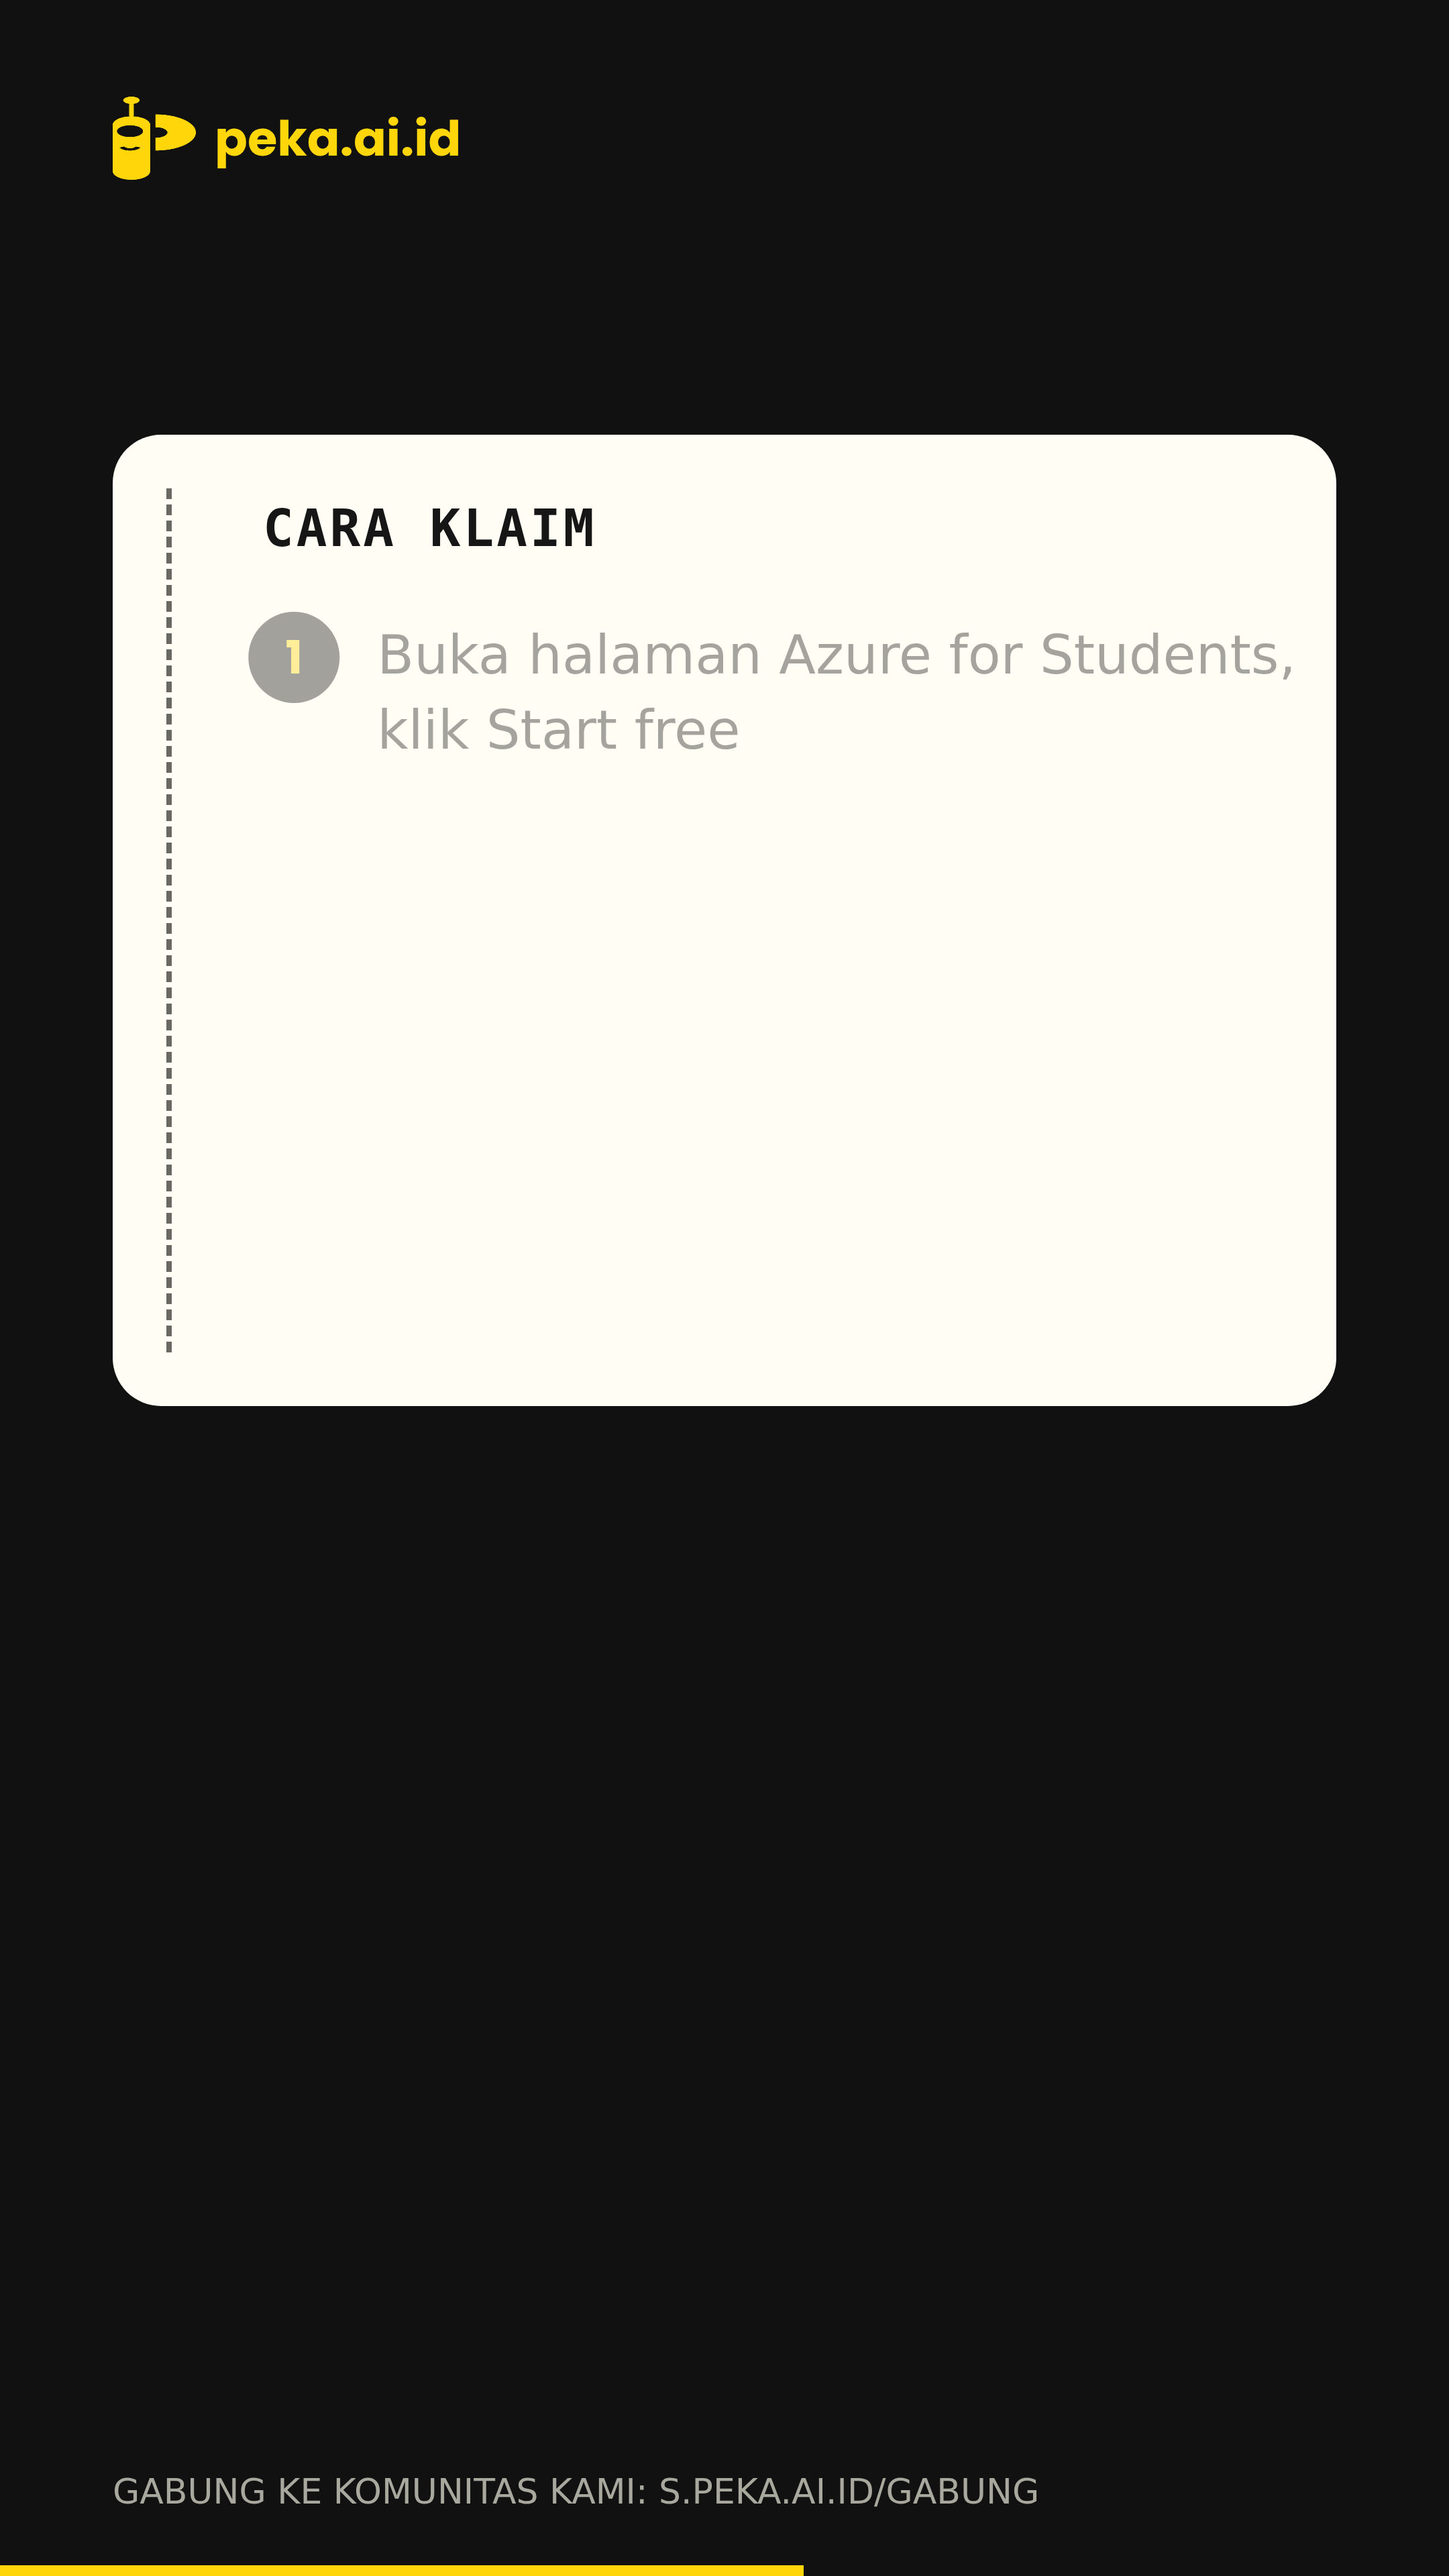 peka.ai.id
CARA KLAIM
1
Buka halaman Azure for Students,
klik Start free
GABUNG KE KOMUNITAS KAMI: S.PEKA.AI.ID/GABUNG